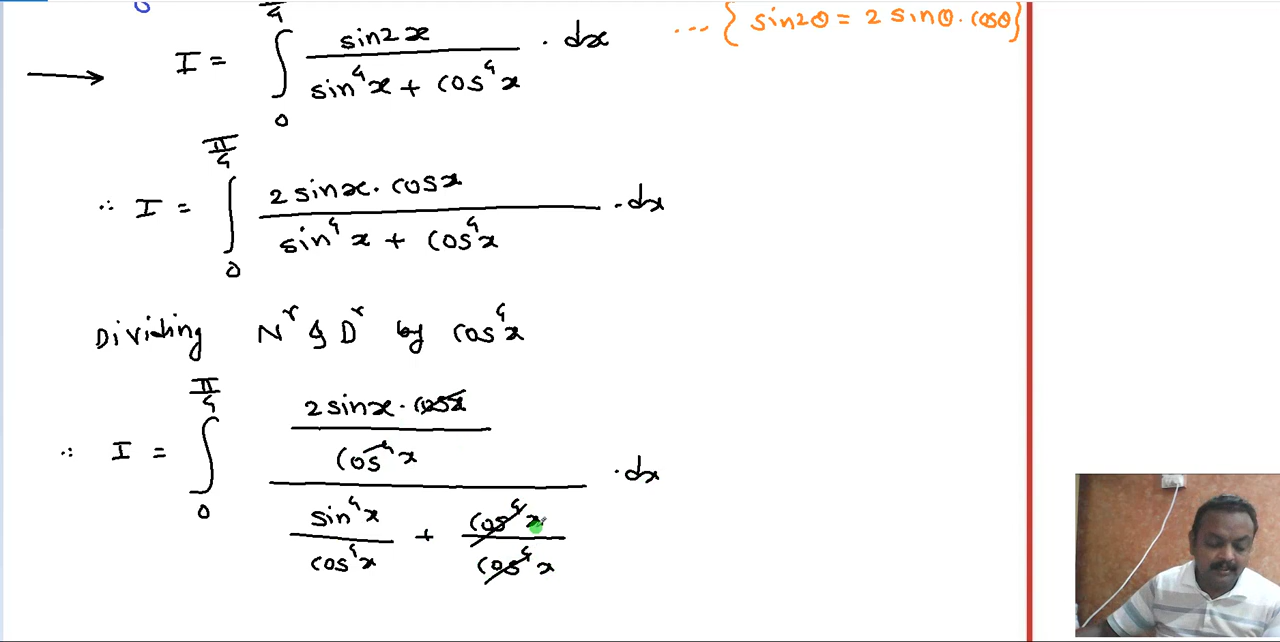 I = ∫₀^{π/4} sin2x / (sin⁴x + cos⁴x) · dx ... { sin2θ = 2 sinθ. cosθ }
∴ I = ∫₀^{π/4} 2 sinx. cosx / (sin⁴x + cos⁴x) · dx
Dividing Nʳ & Dʳ by cos⁴x
∴ I = ∫₀^{π/4} (2 sinx · cosx / cos⁴x) / (sin⁴x / cos⁴x + cos⁴x / cos⁴x) · dx